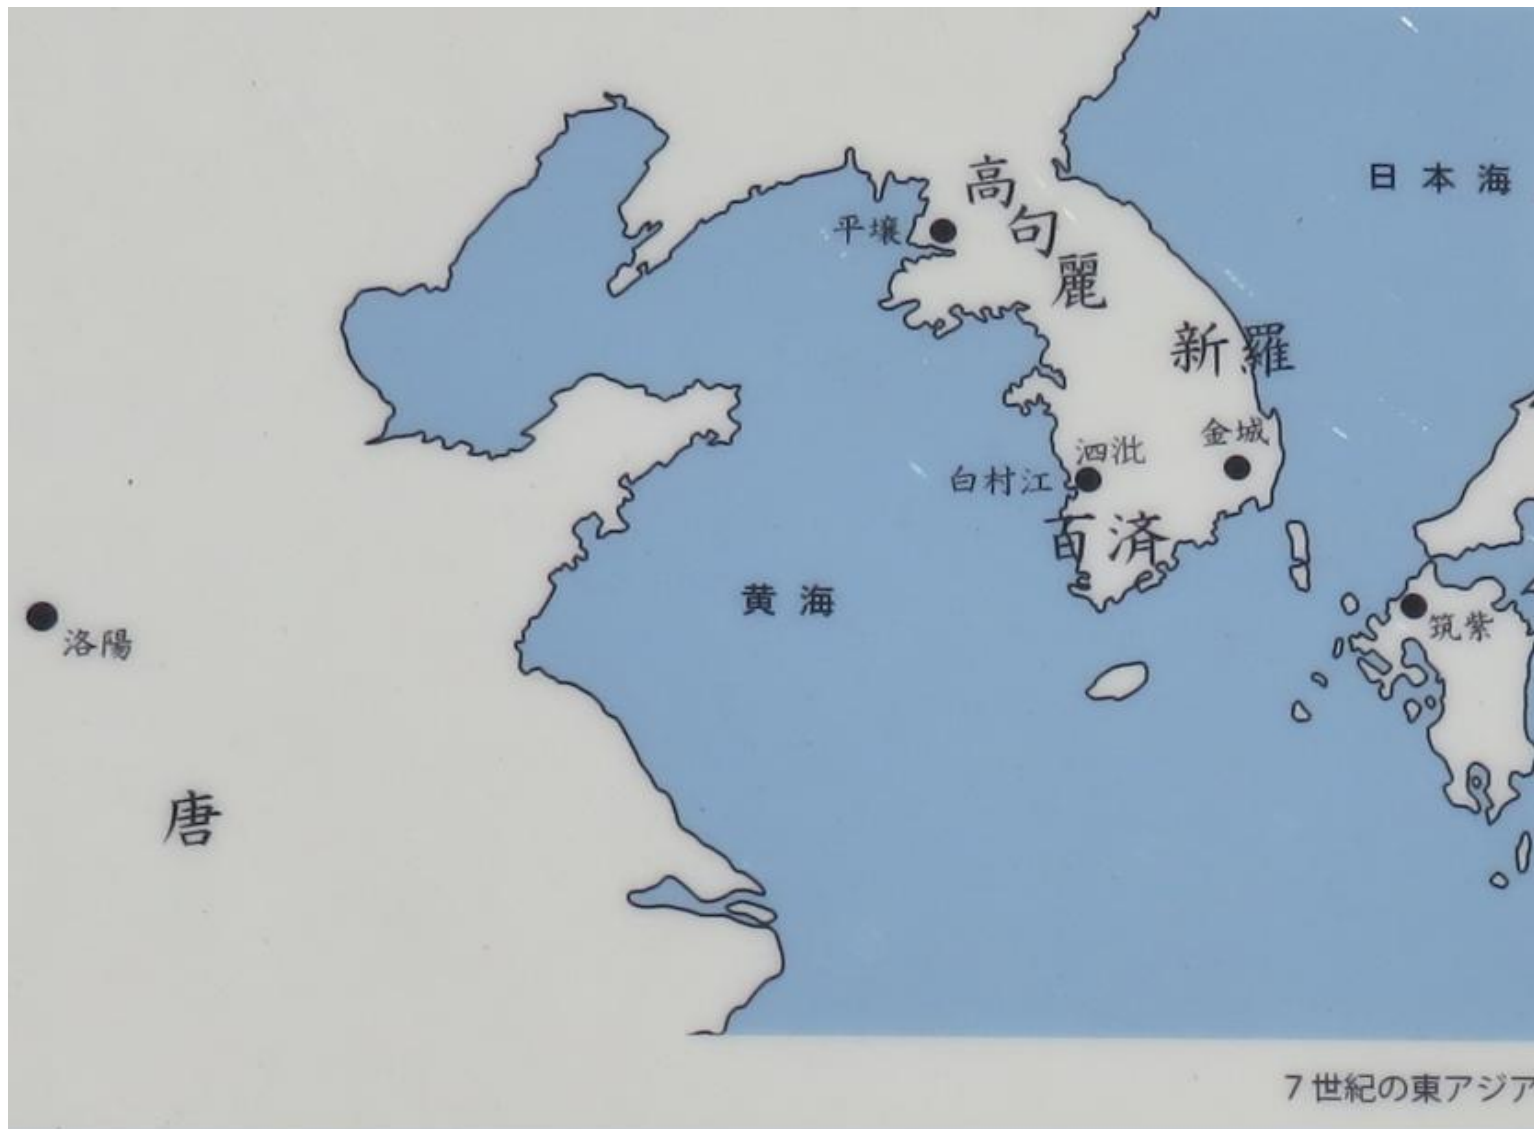 日本海
高句麗
平壌
新羅
金城
泗沘
白村江
百済
黄海
筑紫
洛陽
唐
7世紀の東アジア